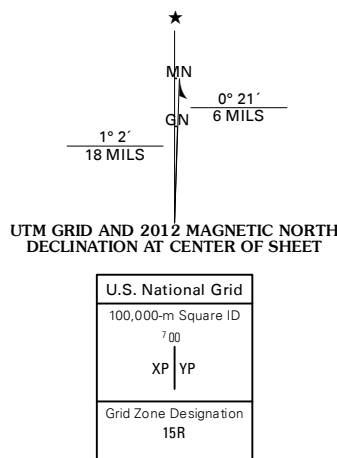 ★
MN
0° 21´
6 MILS
GN
1° 2´
18 MILS
UTM GRID AND 2012 MAGNETIC NORTH
DECLINATION AT CENTER OF SHEET
U.S. National Grid
100,000-m Square ID
⁷00
XP YP
Grid Zone Designation
15R